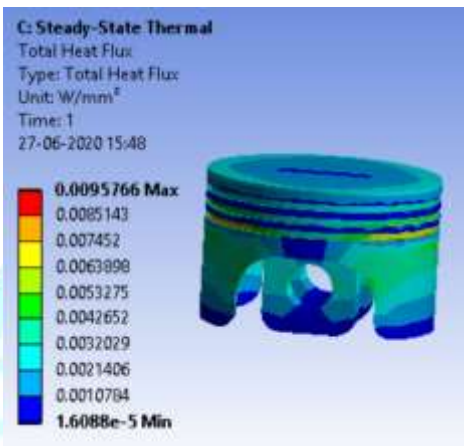 C: Steady-State Thermal
Total Heat Flux
Type: Total Heat Flux
Unit: W/mm²
Time: 1
27-06-2020 15:48
0.0095766 Max
0.0085143
0.007452
0.0063898
0.0053275
0.0042652
0.0032029
0.0021406
0.0010784
1.6088e-5 Min